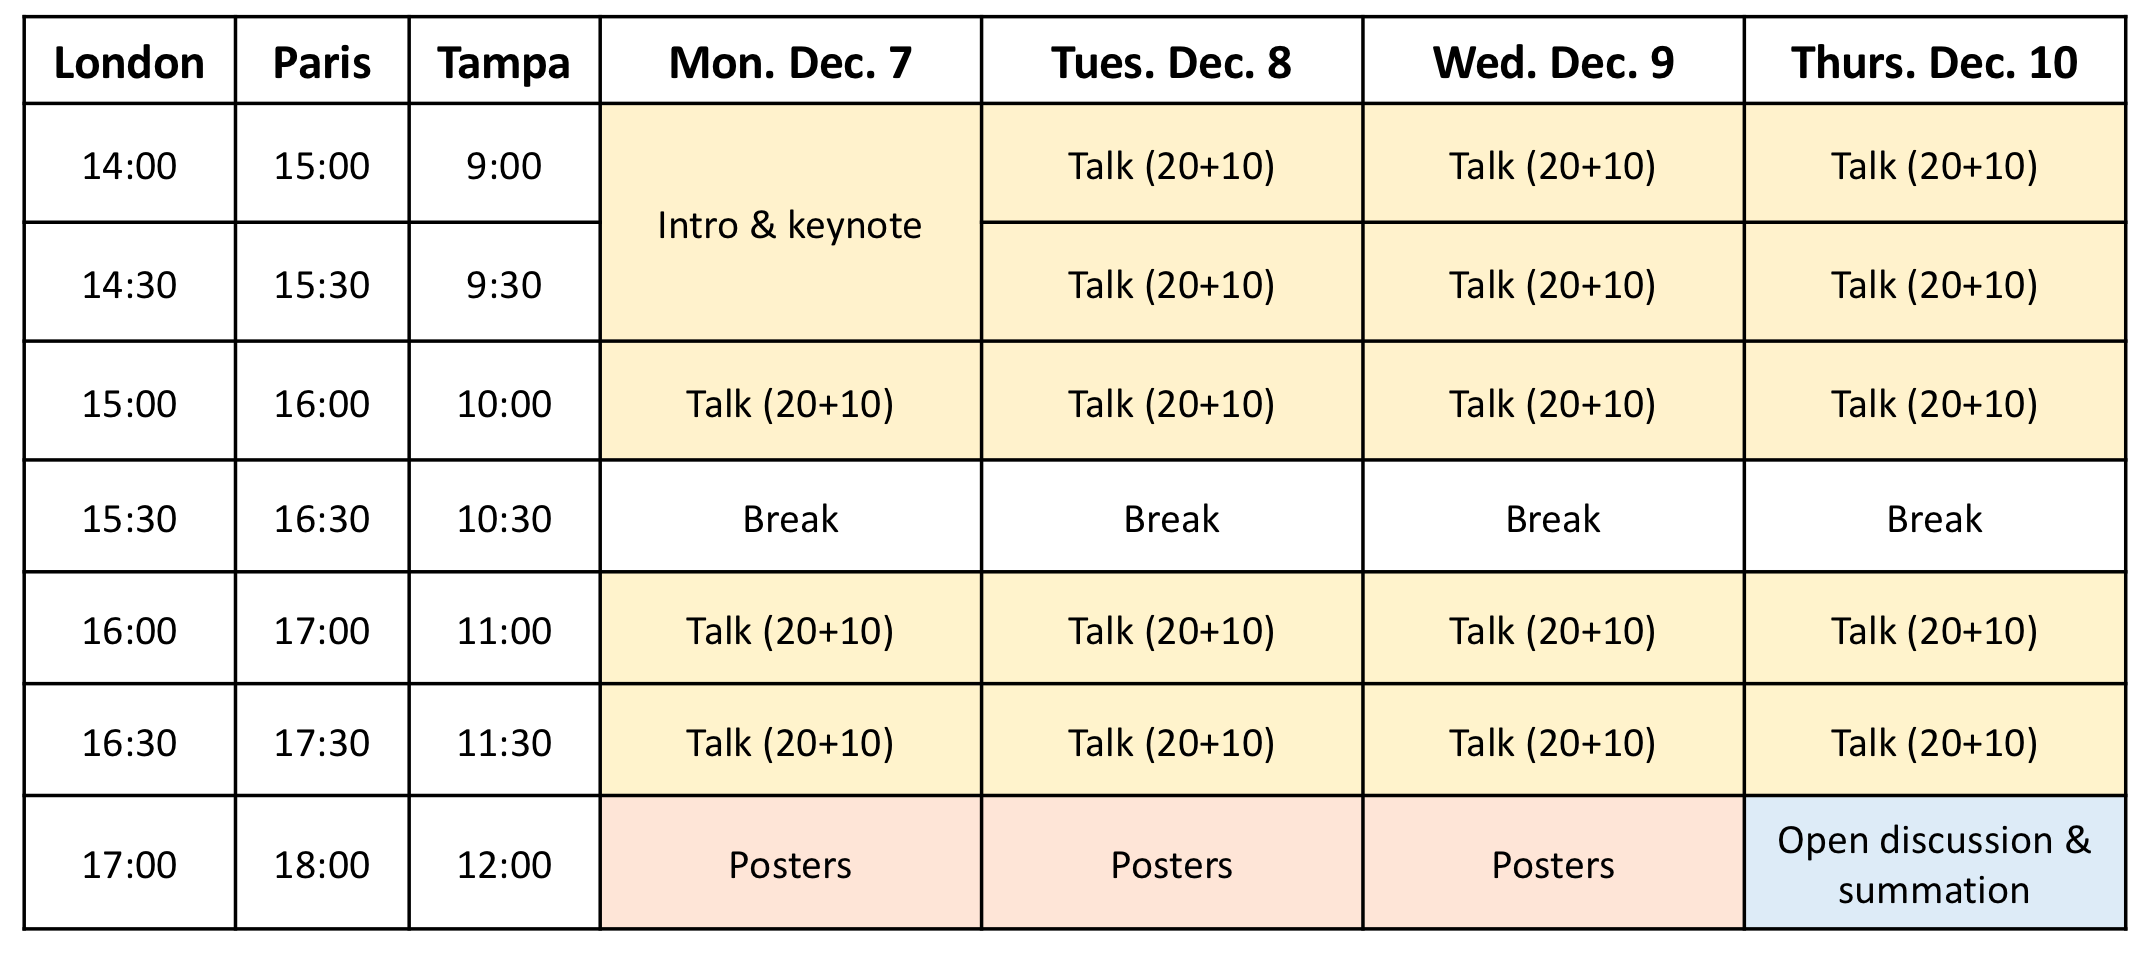 London Paris Tampa Mon. Dec. 7 Tues. Dec. 8 Wed. Dec. 9 Thurs. Dec. 10
14:00 15:00 9:00 Intro & keynote Talk (20+10) Talk (20+10) Talk (20+10)
14:30 15:30 9:30 Talk (20+10) Talk (20+10) Talk (20+10)
15:00 16:00 10:00 Talk (20+10) Talk (20+10) Talk (20+10) Talk (20+10)
15:30 16:30 10:30 Break Break Break Break
16:00 17:00 11:00 Talk (20+10) Talk (20+10) Talk (20+10) Talk (20+10)
16:30 17:30 11:30 Talk (20+10) Talk (20+10) Talk (20+10) Talk (20+10)
17:00 18:00 12:00 Posters Posters Posters Open discussion &
summation